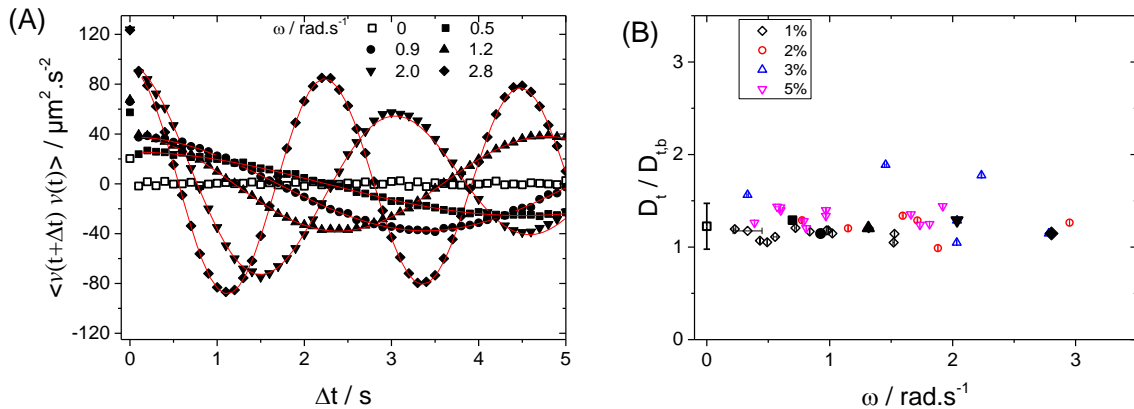 (A)
ω / rad.s⁻¹
0
0.5
0.9
1.2
2.0
2.8
120
80
40
0
-40
-80
-120
<v(t+Δt) v(t)> / µm².s⁻²
0 1 2 3 4 5
Δt / s
(B)
1%
2%
3%
5%
3
2
1
0
D_t / D_t,b
0 1 2 3
ω / rad.s⁻¹